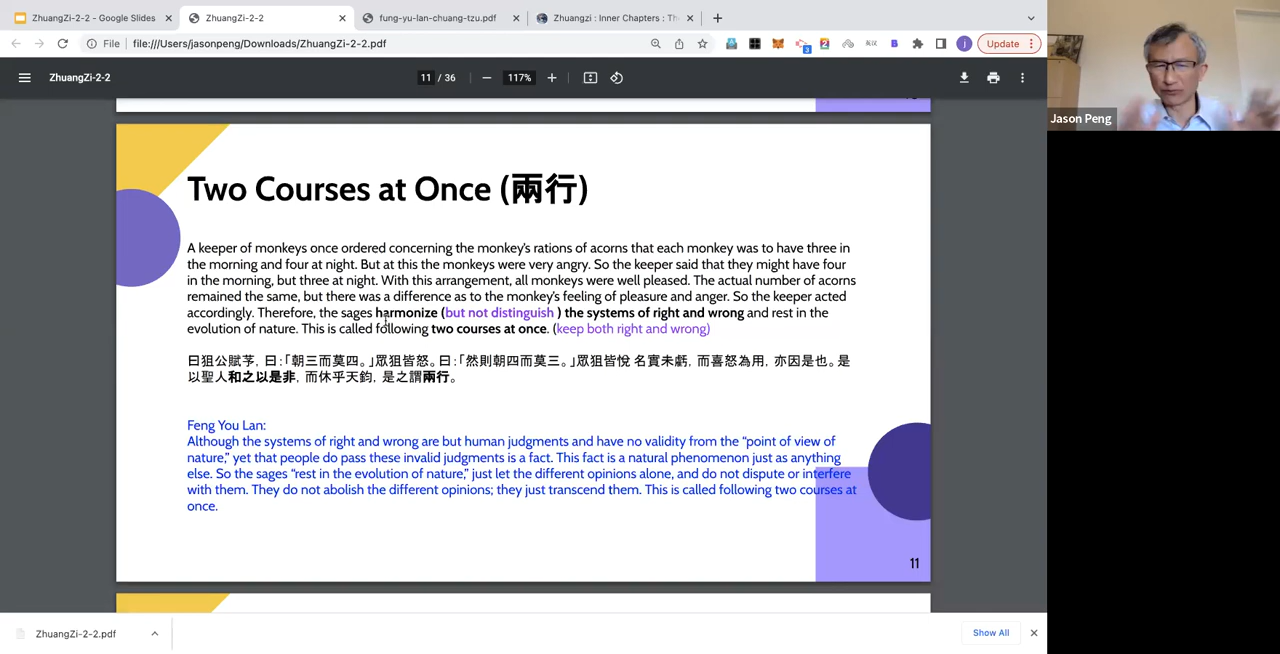 ZhuangZi-2-2 - Google Slides
ZhuangZi-2-2
fung-yu-lan-chuang-tzu.pdf
Zhuangzi : Inner Chapters : The
File
file:///Users/jasonpeng/Downloads/ZhuangZi-2-2.pdf
Update
ZhuangZi-2-2
11 / 36
117%
Jason Peng
Two Courses at Once (兩行)
A keeper of monkeys once ordered concerning the monkey's rations of acorns that each monkey was to have three in
the morning and four at night. But at this the monkeys were very angry. So the keeper said that they might have four
in the morning, but three at night. With this arrangement, all monkeys were well pleased. The actual number of acorns
remained the same, but there was a difference as to the monkey's feeling of pleasure and anger. So the keeper acted
accordingly. Therefore, the sages harmonize (but not distinguish ) the systems of right and wrong and rest in the
evolution of nature. This is called following two courses at once. (keep both right and wrong)
曰狙公賦芧, 曰:「朝三而莫四。」眾狙皆怒。曰:「然則朝四而莫三。」眾狙皆悅 名實未虧, 而喜怒為用, 亦因是也。是
以聖人和之以是非, 而休乎天鈞, 是之謂兩行。
Feng You Lan:
Although the systems of right and wrong are but human judgments and have no validity from the "point of view of
nature," yet that people do pass these invalid judgments is a fact. This fact is a natural phenomenon just as anything
else. So the sages "rest in the evolution of nature," just let the different opinions alone, and do not dispute or interfere
with them. They do not abolish the different opinions; they just transcend them. This is called following two courses at
once.
11
ZhuangZi-2-2.pdf
Show All